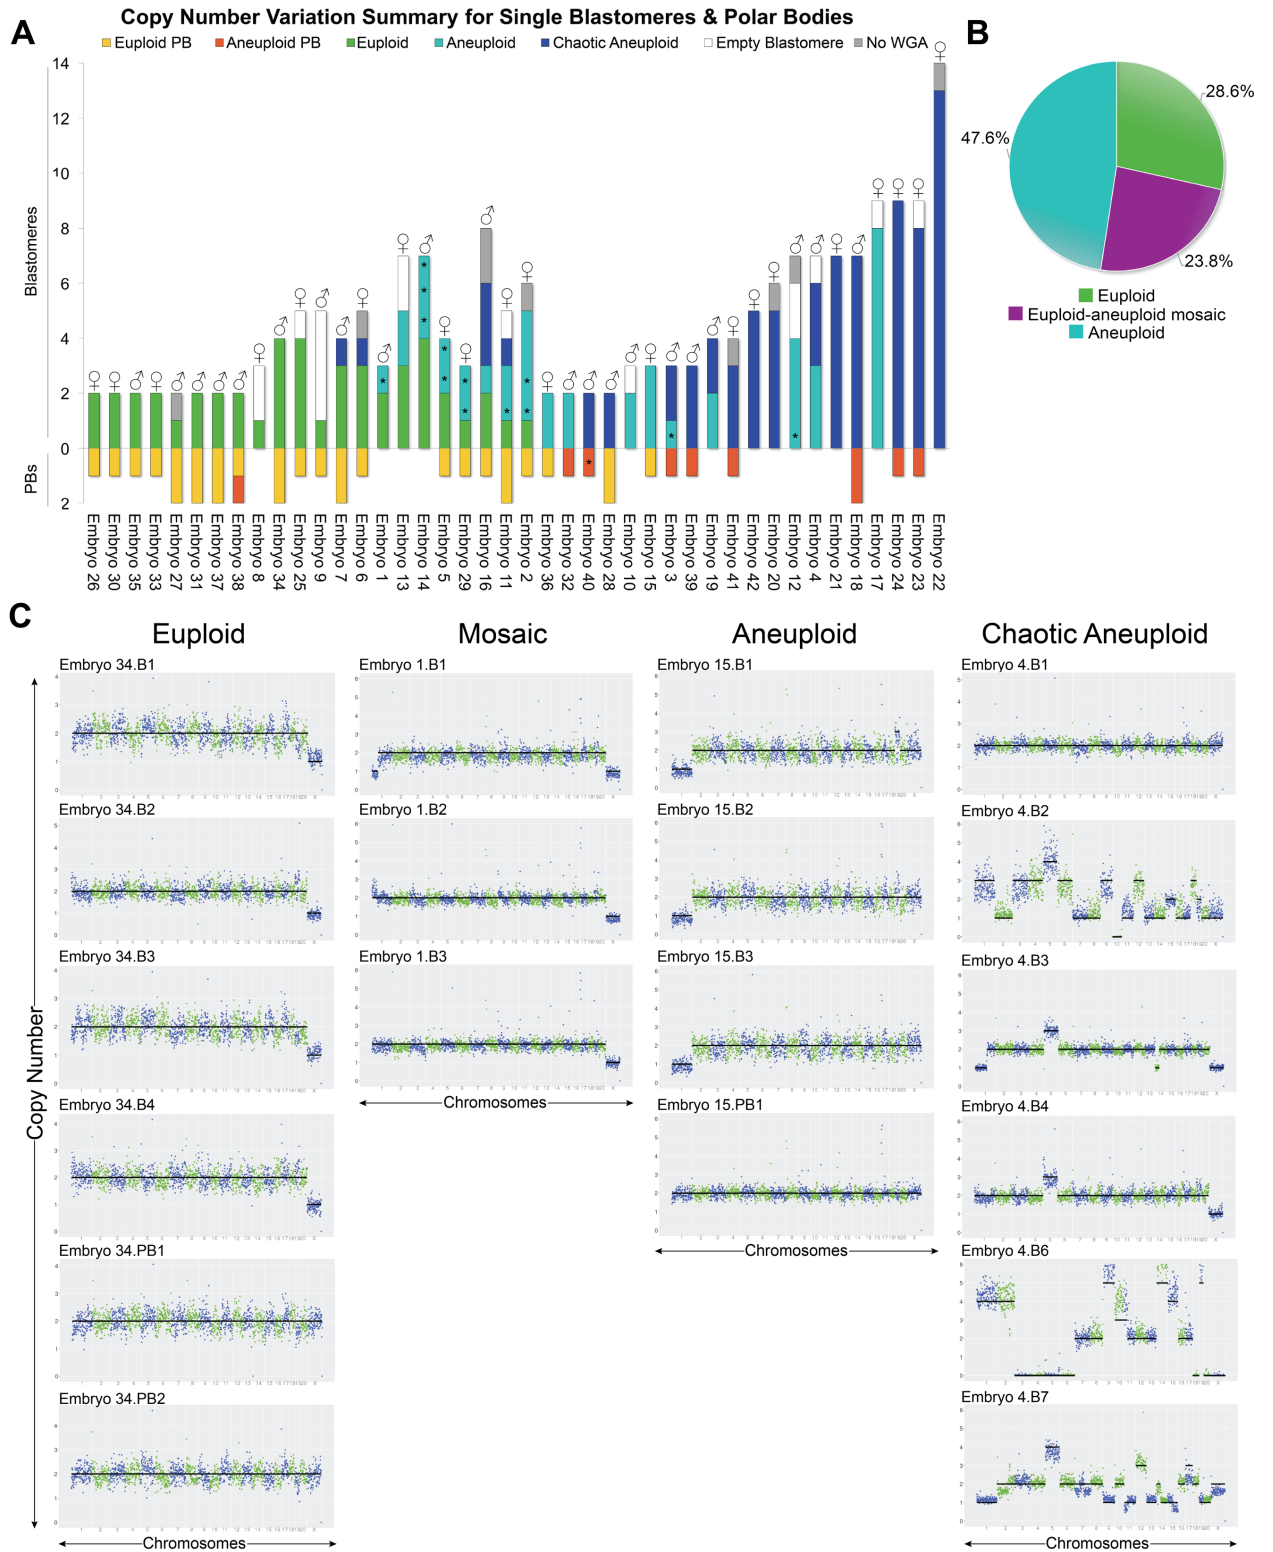 A
Copy Number Variation Summary for Single Blastomeres & Polar Bodies
Euploid PB Aneuploid PB Euploid Aneuploid Chaotic Aneuploid Empty Blastomere No WGA
14
12
10
8
6
4
2
0
2
Blastomeres
PBs
Embryo 26
Embryo 30
Embryo 35
Embryo 33
Embryo 27
Embryo 31
Embryo 37
Embryo 38
Embryo 8
Embryo 34
Embryo 25
Embryo 9
Embryo 7
Embryo 6
Embryo 1
Embryo 13
Embryo 14
Embryo 5
Embryo 29
Embryo 16
Embryo 11
Embryo 2
Embryo 36
Embryo 32
Embryo 40
Embryo 28
Embryo 10
Embryo 15
Embryo 3
Embryo 39
Embryo 19
Embryo 41
Embryo 42
Embryo 20
Embryo 12
Embryo 4
Embryo 21
Embryo 18
Embryo 17
Embryo 24
Embryo 23
Embryo 22
B
28.6%
47.6%
23.8%
Euploid
Euploid-aneuploid mosaic
Aneuploid
C
Euploid
Mosaic
Aneuploid
Chaotic Aneuploid
Copy Number
Embryo 34.B1
Embryo 34.B2
Embryo 34.B3
Embryo 34.B4
Embryo 34.PB1
Embryo 34.PB2
Chromosomes
Embryo 1.B1
Embryo 1.B2
Embryo 1.B3
Chromosomes
Embryo 15.B1
Embryo 15.B2
Embryo 15.B3
Embryo 15.PB1
Chromosomes
Embryo 4.B1
Embryo 4.B2
Embryo 4.B3
Embryo 4.B4
Embryo 4.B6
Embryo 4.B7
Chromosomes